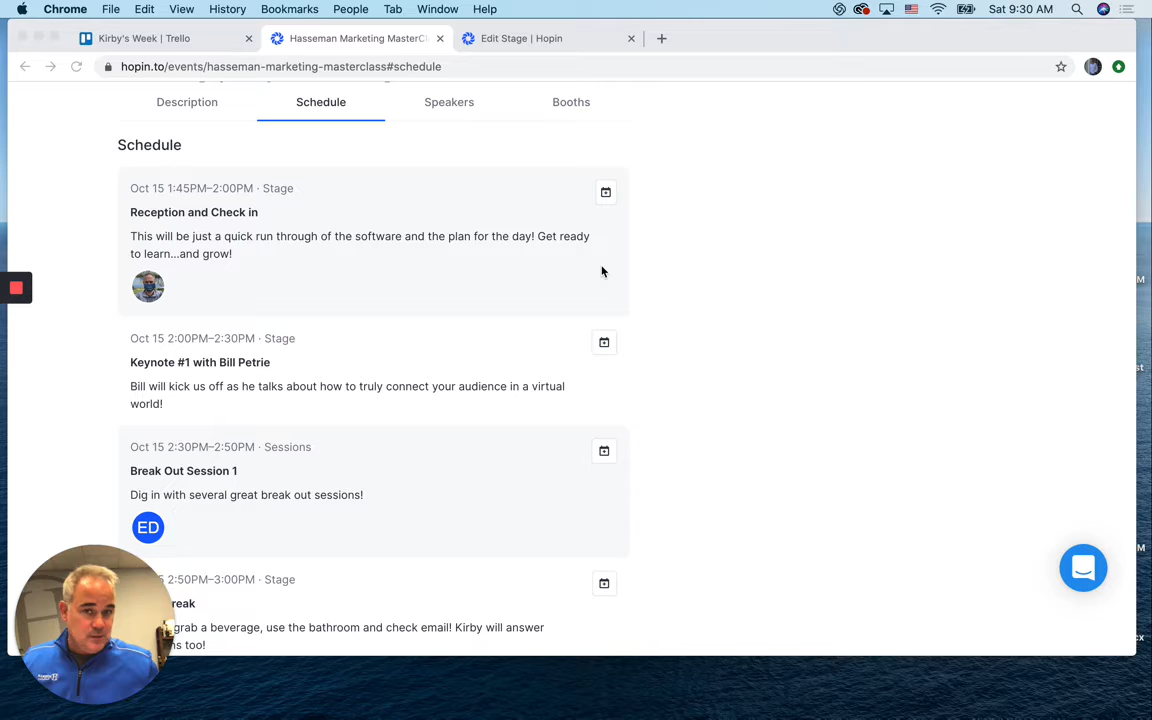 Chrome File Edit View History Bookmarks People Tab Window Help Sat 9:30 AM
Kirby's Week | Trello
Hasseman Marketing MasterCl
Edit Stage | Hopin
hopin.to/events/hasseman-marketing-masterclass#schedule
Description Schedule Speakers Booths
Schedule
Oct 15 1:45PM–2:00PM · Stage
Reception and Check in
This will be just a quick run through of the software and the plan for the day! Get ready
to learn...and grow!
Oct 15 2:00PM–2:30PM · Stage
Keynote #1 with Bill Petrie
Bill will kick us off as he talks about how to truly connect your audience in a virtual
world!
Oct 15 2:30PM–2:50PM · Sessions
Break Out Session 1
Dig in with several great break out sessions!
ED
5 2:50PM–3:00PM · Stage
reak
grab a beverage, use the bathroom and check email! Kirby will answer
ns too!
M
st
M
cx